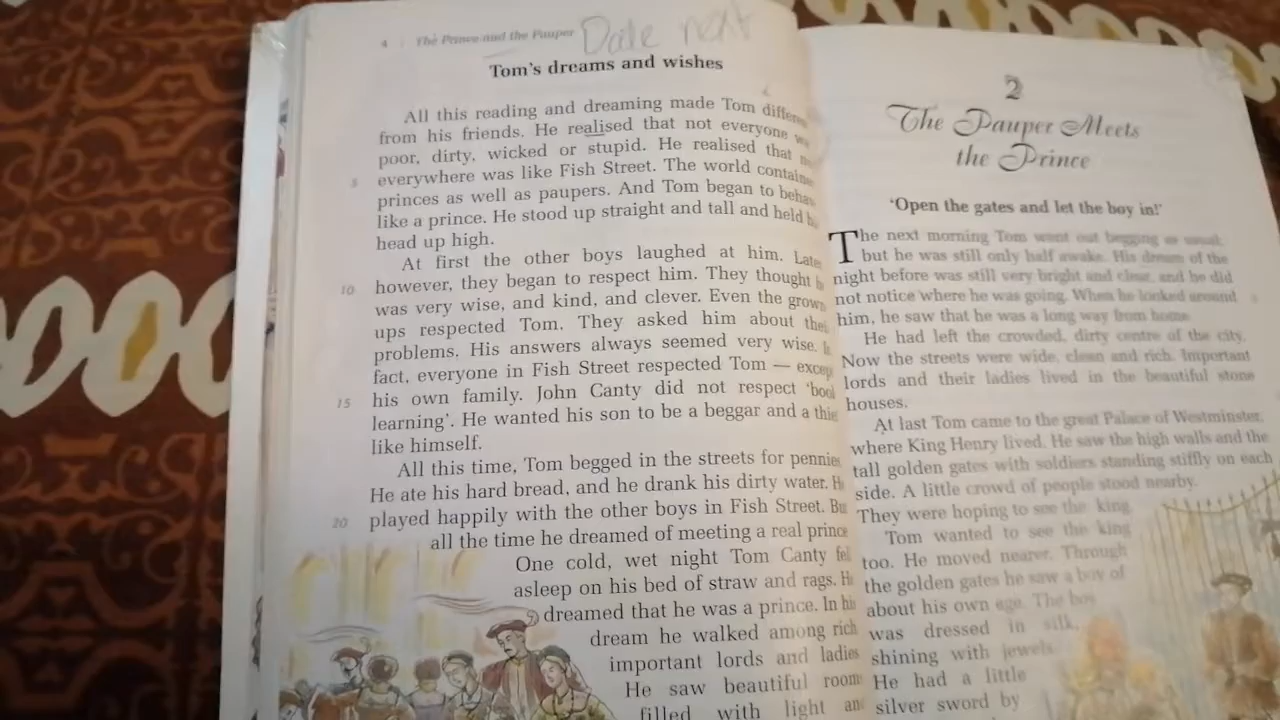 4 | The Prince and the Pauper Date next
Tom's dreams and wishes
All this reading and dreaming made Tom
from his friends. He realised that not everyone
poor, dirty, wicked or stupid. He realised that
5 everywhere was like Fish Street. The world
princes as well as paupers. And Tom began to
like a prince. He stood up straight and tall and held
head up high.
At first the other boys laughed at him.
10 however, they began to respect him. They thought
was very wise, and kind, and clever. Even the
ups respected Tom. They asked him about
problems. His answers always seemed very wise.
fact, everyone in Fish Street respected Tom —
15 his own family. John Canty did not respect
learning'. He wanted his son to be a beggar and a
like himself.
All this time, Tom begged in the streets for pennies
He ate his hard bread, and he drank his dirty water.
20 played happily with the other boys in Fish Street.
all the time he dreamed of meeting a real prince
One cold, wet night Tom Canty
asleep on his bed of straw and rags.
dreamed that he was a prince. In his
dream he walked among rich
important lords and ladies
He saw beautiful
filled with light
2
The Pauper Meets
the Prince
'Open the gates and let the boy in!'
The next morning Tom went out begging as usual,
but he was still only half awake. His dream of the
night before was still very bright and clear, and he did
not notice where he was going. When he looked around
him, he saw that he was a long way from home.
He had left the crowded, dirty centre of the city.
Now the streets were wide, clean and rich. Important
lords and their ladies lived in the beautiful stone
houses.
At last Tom came to the great Palace of Westminster,
where King Henry lived. He saw the high walls and the
tall golden gates with soldiers standing stiffly on each
side. A little crowd of people stood nearby.
They were hoping to see the king.
Tom wanted to see the king
too. He moved nearer. Through
the golden gates he saw a boy of
about his own age. The boy
was dressed in silk,
shining with jewels.
He had a little
silver sword by